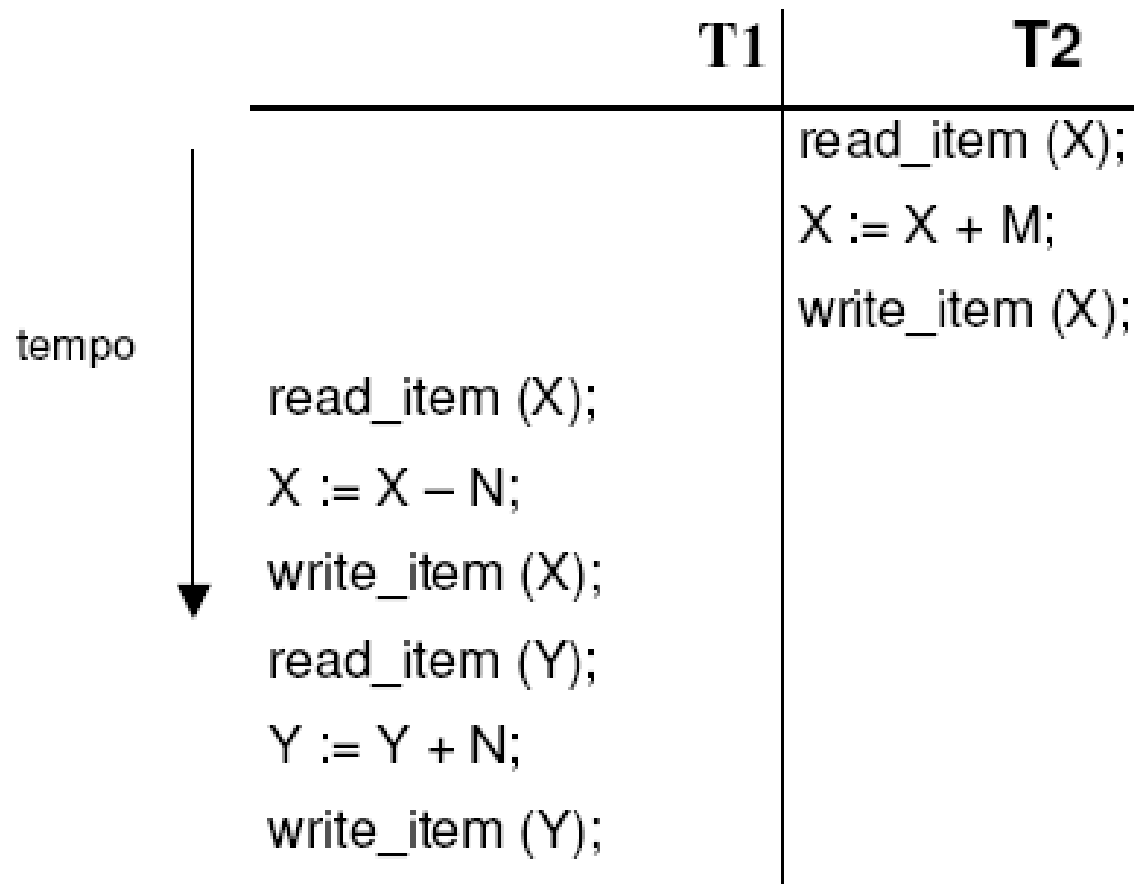 T1 T2
read_item (X);
X := X + M;
write_item (X);
tempo
read_item (X);
X := X – N;
write_item (X);
read_item (Y);
Y := Y + N;
write_item (Y);